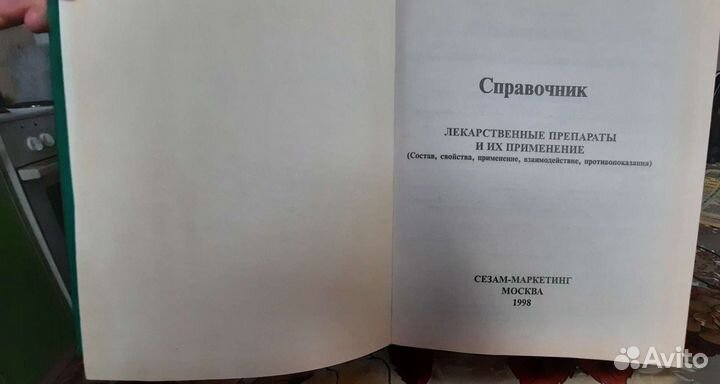 Справочник
ЛЕКАРСТВЕННЫЕ ПРЕПАРАТЫ
И ИХ ПРИМЕНЕНИЕ
(Состав, свойства, применение, взаимодействие, противопоказания)
СЕЗАМ-МАРКЕТИНГ
МОСКВА
1998
Avito